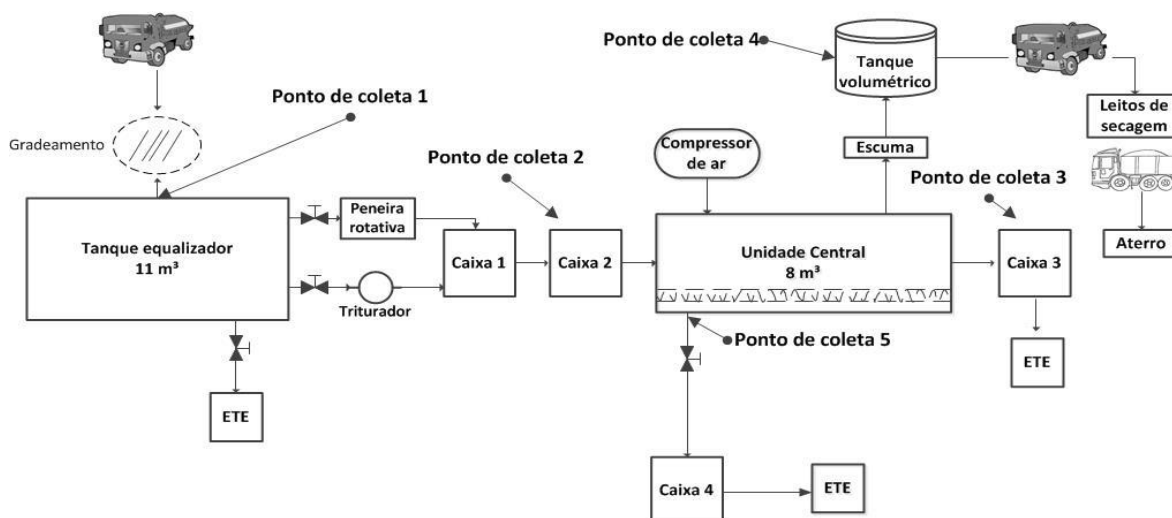 Ponto de coleta 4
Tanque
volumétrico
Ponto de coleta 1
Leitos de
secagem
Gradeamento
Compressor
de ar
Escuma
Ponto de coleta 2
Ponto de coleta 3
Peneira
rotativa
Tanque equalizador
11 m³
Caixa 1
Caixa 2
Unidade Central
8 m³
Caixa 3
Aterro
Triturador
Ponto de coleta 5
ETE
ETE
Caixa 4
ETE